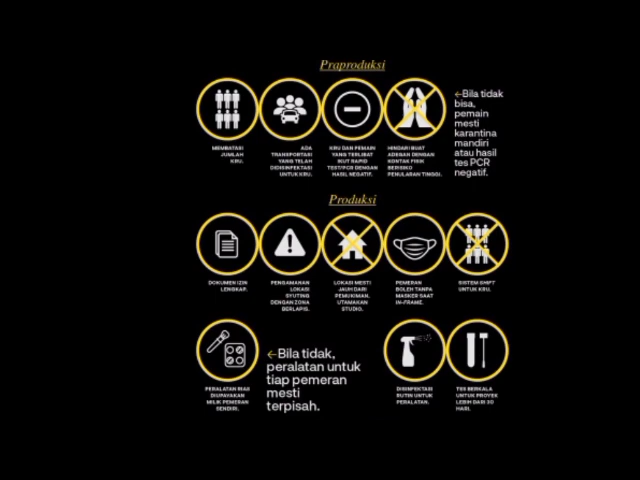 Praproduksi
MEMBATASI
JUMLAH
KRU.
ADA
TRANSPORTASI
YANG TELAH
DIDISINFEKTASI
UNTUK KRU.
KRU DAN PEMAIN
YANG TERLIBAT
IKUT RAPID
TEST/PCR DENGAN
HASIL NEGATIF.
HINDARI BUAT
ADEGAN DENGAN
KONTAK FISIK
BERISIKO
PENULARAN TINGGI.
←Bila tidak
bisa,
pemain
mesti
karantina
mandiri
atau hasil
tes PCR
negatif.
Produksi
DOKUMEN IZIN
LENGKAP.
PENGAMANAN
LOKASI
SYUTING
DENGAN ZONA
BERLAPIS.
LOKASI MESTI
JAUH DARI
PEMUKIMAN.
UTAMAKAN
STUDIO.
PEMERAN
BOLEH TANPA
MASKER SAAT
IN-FRAME.
SISTEM SHIFT
UNTUK KRU.
PERALATAN RIAS
DIUPAYAKAN
MILIK PEMERAN
SENDIRI.
←Bila tidak,
peralatan untuk
tiap pemeran
mesti
terpisah.
DISINFEKTASI
RUTIN UNTUK
PERALATAN.
TES BERKALA
UNTUK PROYEK
LEBIH DARI 30
HARI.